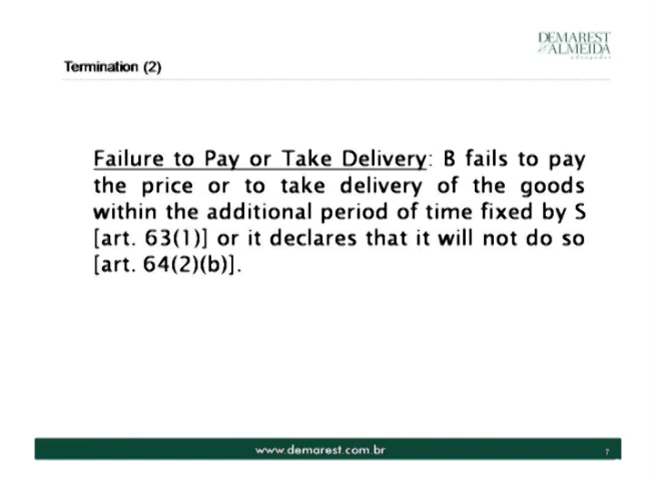 DEMAREST
& ALMEIDA
advogados
Termination (2)
Failure to Pay or Take Delivery: B fails to pay
the price or to take delivery of the goods
within the additional period of time fixed by S
[art. 63(1)] or it declares that it will not do so
[art. 64(2)(b)].
www.demarest.com.br
7